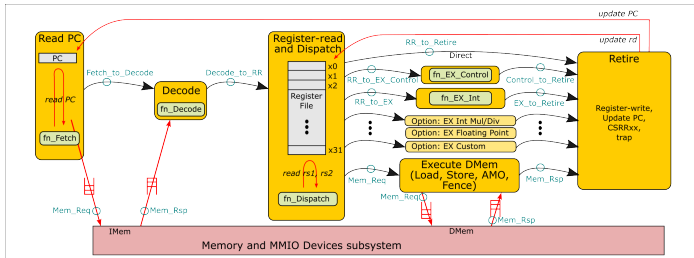 update PC
update rd
Read PC
PC
read PC
fn_Fetch
Fetch_to_Decode
Decode
fn_Decode
Decode_to_RR
Register-read
and Dispatch
x0
x1
x2
Register
File
x31
read rs1, rs2
fn_Dispatch
RR_to_Retire
Direct
RR_to_EX_Control
fn_EX_Control
Control_to_Retire
RR_to_EX
fn_EX_Int
EX_to_Retire
Option: EX Int Mul/Div
Option: EX Floating Point
Option: EX Custom
Mem_Req
Execute DMem
(Load, Store, AMO,
Fence)
Mem_Rsp
Retire
Register-write,
Update PC,
CSRRxx,
trap
Mem_Req
Mem_Rsp
Mem_Req
Mem_Rsp
IMem
DMem
Memory and MMIO Devices subsystem